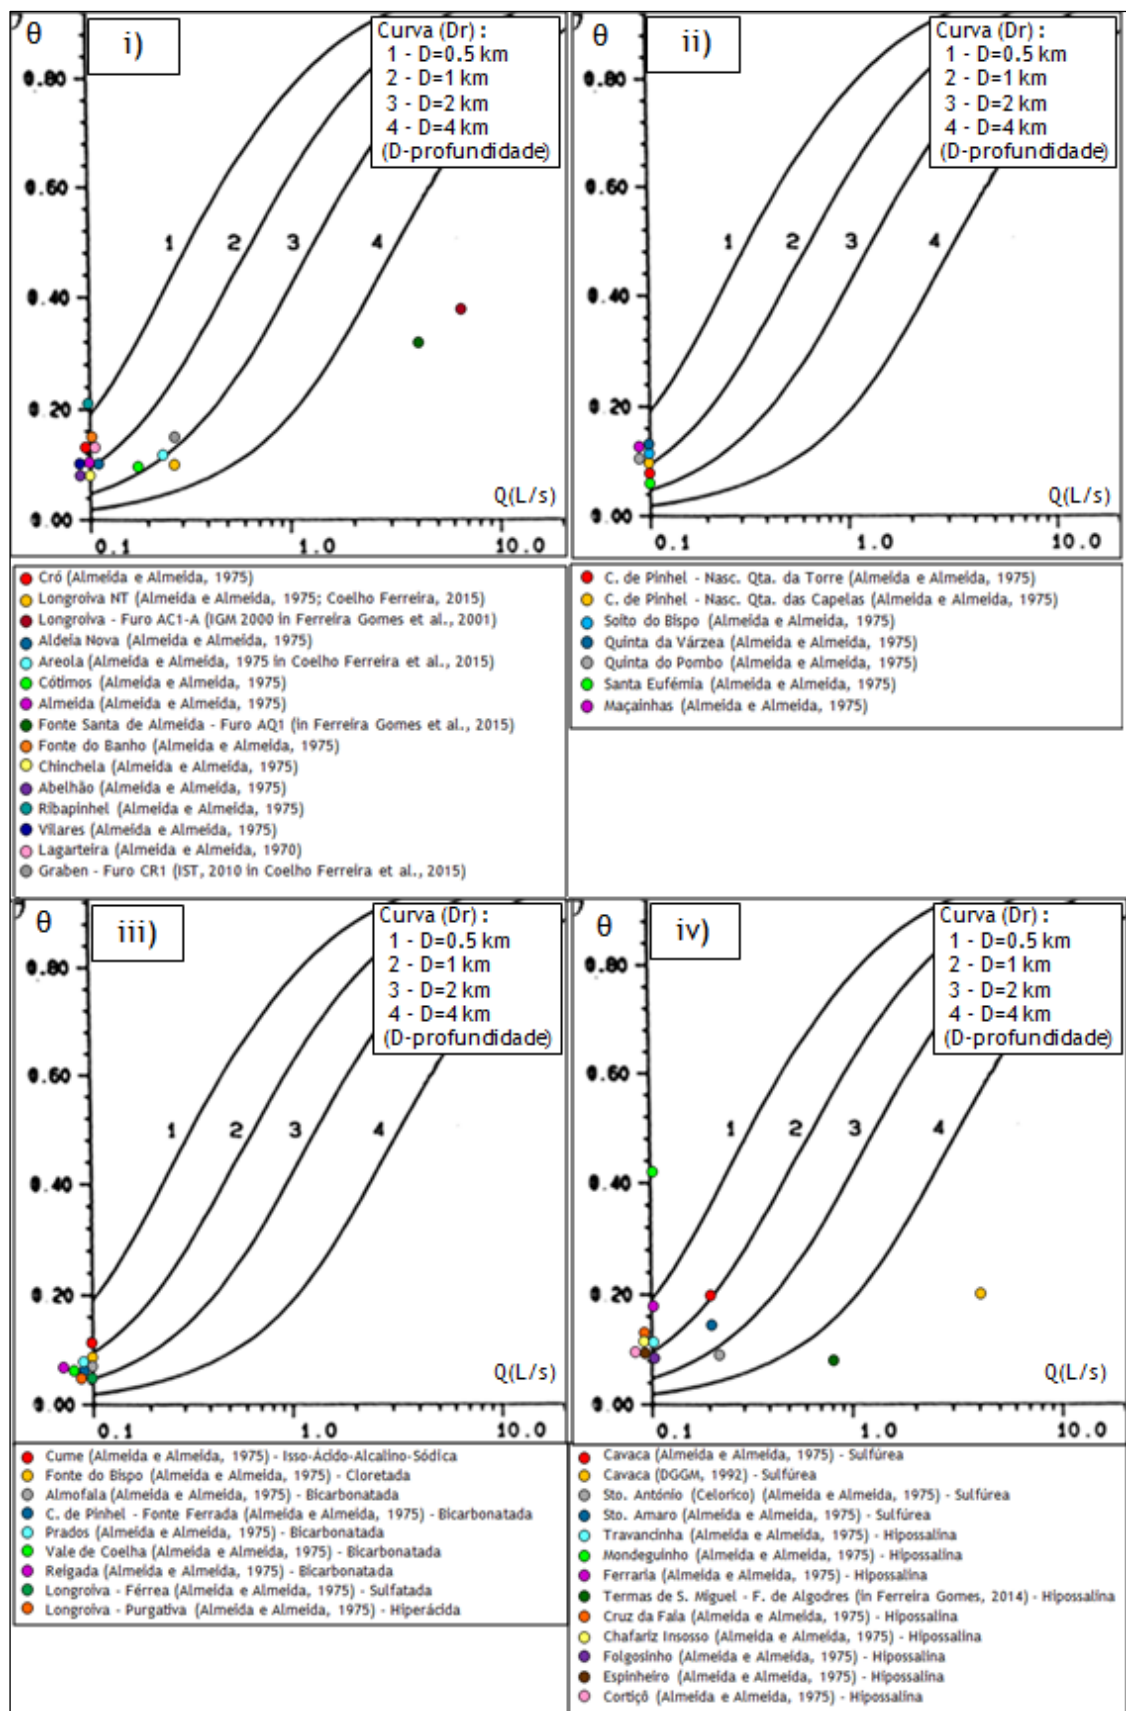 θ
i)
Curva (Dr) :
1 - D=0.5 km
2 - D=1 km
3 - D=2 km
4 - D=4 km
(D-profundidade)
0.80
0.60
1
2
3
4
0.40
0.20
Q(L/s)
0.00
0.1
1.0
10.0
θ
ii)
Curva (Dr) :
1 - D=0.5 km
2 - D=1 km
3 - D=2 km
4 - D=4 km
(D-profundidade)
0.80
0.60
1
2
3
4
0.40
0.20
Q(L/s)
0.00
0.1
1.0
10.0
Cró (Almeida e Almeida, 1975)
Longroiva NT (Almeida e Almeida, 1975; Coelho Ferreira, 2015)
Longroiva - Furo AC1-A (IGM 2000 in Ferreira Gomes et al., 2001)
Aldeia Nova (Almeida e Almeida, 1975)
Areola (Almeida e Almeida, 1975 in Coelho Ferreira et al., 2015)
Cótimos (Almeida e Almeida, 1975)
Almeida (Almeida e Almeida, 1975)
Fonte Santa de Almeida - Furo AQ1 (in Ferreira Gomes et al., 2015)
Fonte do Banho (Almeida e Almeida, 1975)
Chinchela (Almeida e Almeida, 1975)
Abelhão (Almeida e Almeida, 1975)
Ribapinhel (Almeida e Almeida, 1975)
Vilares (Almeida e Almeida, 1975)
Lagarteira (Almeida e Almeida, 1970)
Graben - Furo CR1 (IST, 2010 in Coelho Ferreira et al., 2015)
C. de Pinhel - Nasc. Qta. da Torre (Almeida e Almeida, 1975)
C. de Pinhel - Nasc. Qta. das Capelas (Almeida e Almeida, 1975)
Soito do Bispo (Almeida e Almeida, 1975)
Quinta da Várzea (Almeida e Almeida, 1975)
Quinta do Pombo (Almeida e Almeida, 1975)
Santa Eufémia (Almeida e Almeida, 1975)
Maçainhas (Almeida e Almeida, 1975)
θ
iii)
Curva (Dr) :
1 - D=0.5 km
2 - D=1 km
3 - D=2 km
4 - D=4 km
(D-profundidade)
0.80
0.60
1
2
3
4
0.40
0.20
Q(L/s)
0.00
0.1
1.0
10.0
θ
iv)
Curva (Dr) :
1 - D=0.5 km
2 - D=1 km
3 - D=2 km
4 - D=4 km
(D-profundidade)
0.80
0.60
1
2
3
4
0.40
0.20
Q(L/s)
0.00
0.1
1.0
10.0
Cume (Almeida e Almeida, 1975) - Isso-Ácido-Alcalino-Sódica
Fonte do Bispo (Almeida e Almeida, 1975) - Cloretada
Almofala (Almeida e Almeida, 1975) - Bicarbonatada
C. de Pinhel - Fonte Ferrada (Almeida e Almeida, 1975) - Bicarbonatada
Prados (Almeida e Almeida, 1975) - Bicarbonatada
Vale de Coelha (Almeida e Almeida, 1975) - Bicarbonatada
Reigada (Almeida e Almeida, 1975) - Bicarbonatada
Longroiva - Férrea (Almeida e Almeida, 1975) - Sulfatada
Longroiva - Purgativa (Almeida e Almeida, 1975) - Hiperácida
Cavaca (Almeida e Almeida, 1975) - Sulfúrea
Cavaca (DGGM, 1992) - Sulfúrea
Sto. António (Celorico) (Almeida e Almeida, 1975) - Sulfúrea
Sto. Amaro (Almeida e Almeida, 1975) - Sulfúrea
Travancinha (Almeida e Almeida, 1975) - Hipossalina
Mondeguinho (Almeida e Almeida, 1975) - Hipossalina
Ferraria (Almeida e Almeida, 1975) - Hipossalina
Termas de S. Miguel - F. de Algodres (in Ferreira Gomes, 2014) - Hipossalina
Cruz da Faia (Almeida e Almeida, 1975) - Hipossalina
Chafariz Insosso (Almeida e Almeida, 1975) - Hipossalina
Folgosinho (Almeida e Almeida, 1975) - Hipossalina
Espinheiro (Almeida e Almeida, 1975) - Hipossalina
Cortiçô (Almeida e Almeida, 1975) - Hipossalina